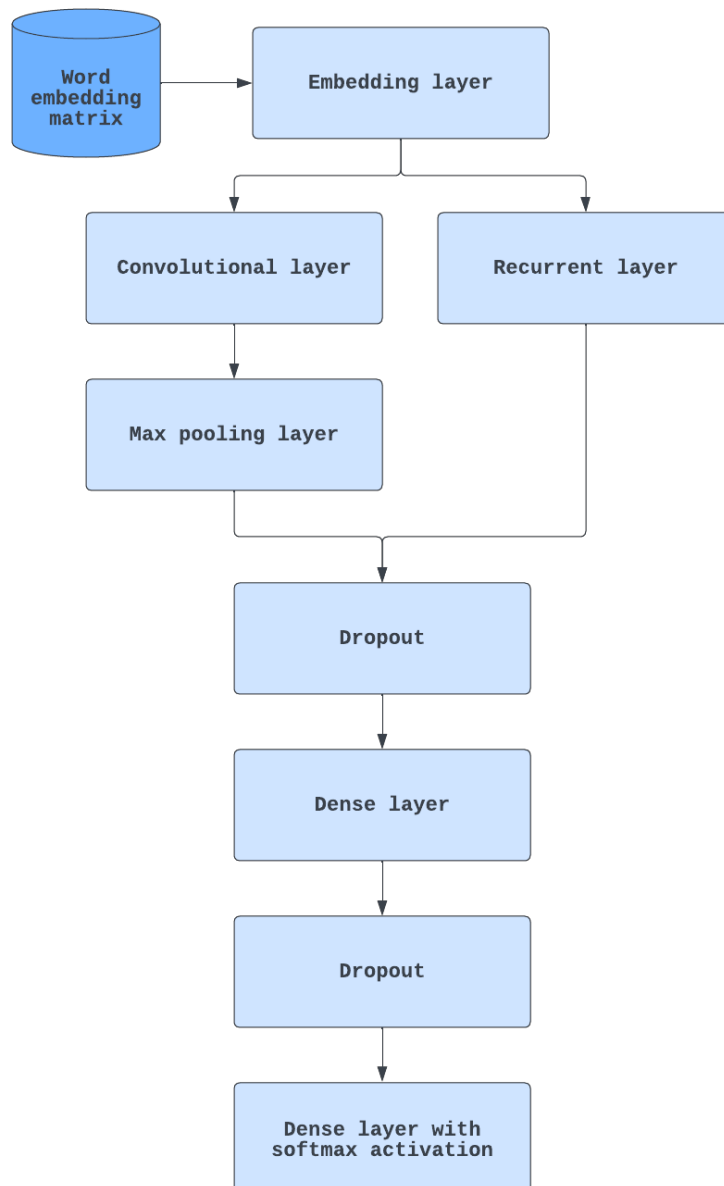 Word
embedding
matrix
Embedding layer
Convolutional layer
Recurrent layer
Max pooling layer
Dropout
Dense layer
Dropout
Dense layer with
softmax activation